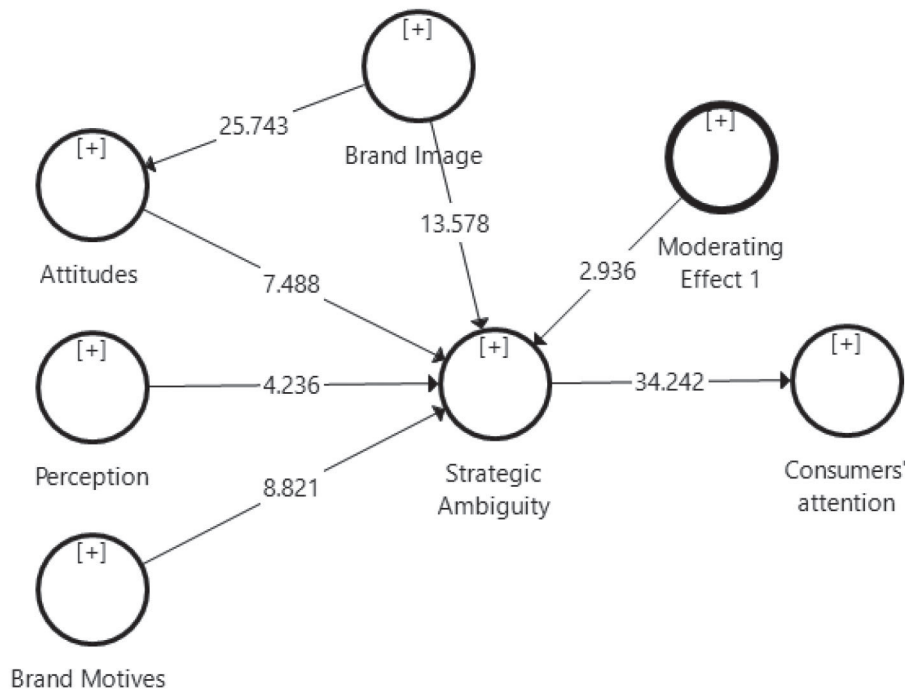 [+]
Brand Image
25.743
[+]
Attitudes
13.578
[+]
Moderating
Effect 1
2.936
7.488
[+]
Perception
4.236
[+]
Strategic
Ambiguity
34.242
[+]
Consumers'
attention
8.821
[+]
Brand Motives